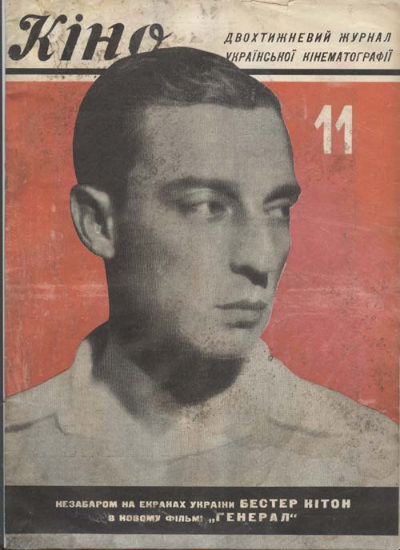 Кіно
ДВОХТИЖНЕВИЙ ЖУРНАЛ
УКРАЇНСЬКОЇ КІНЕМАТОГРАФІЇ
11
НЕЗАБАРОМ НА ЕКРАНАХ УКРАЇНИ БЕСТЕР КІТОН
В НОВОМУ ФІЛЬМІ „ГЕНЕРАЛ“